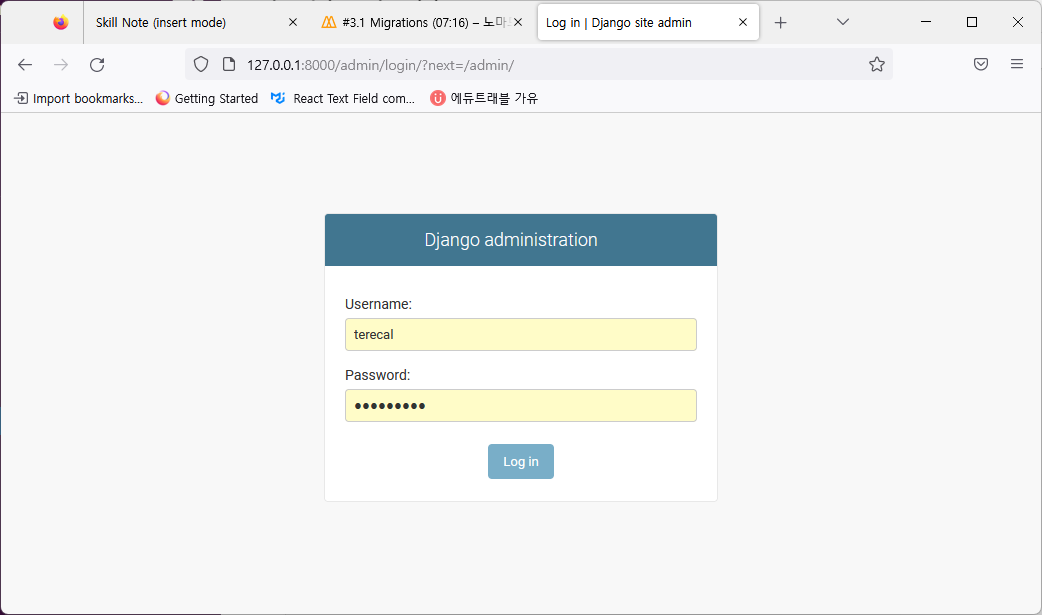 Skill Note (insert mode)
#3.1 Migrations (07:16) – 노마
Log in | Django site admin
127.0.0.1:8000/admin/login/?next=/admin/
Import bookmarks...
Getting Started
React Text Field com...
에듀트래블 가유
Django administration
Username:
terecal
Password:
Log in